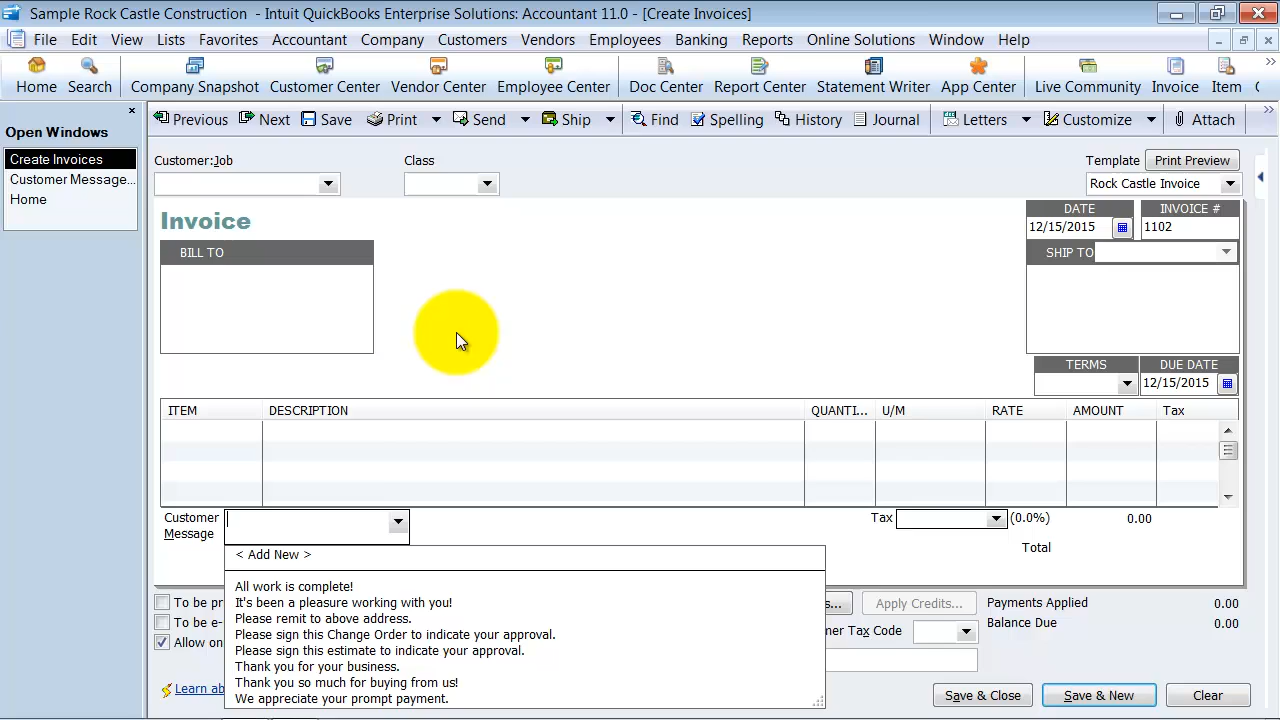 Sample Rock Castle Construction - Intuit QuickBooks Enterprise Solutions: Accountant 11.0 - [Create Invoices]
File Edit View Lists Favorites Accountant Company Customers Vendors Employees Banking Reports Online Solutions Window Help
Home Search Company Snapshot Customer Center Vendor Center Employee Center Doc Center Report Center Statement Writer App Center Live Community Invoice Item
Open Windows
Create Invoices
Customer Message...
Home
Previous Next Save Print Send Ship Find Spelling History Journal Letters Customize Attach
Customer:Job Class Template Print Preview
Rock Castle Invoice
Invoice
DATE INVOICE #
12/15/2015 1102
BILL TO SHIP TO
TERMS DUE DATE
12/15/2015
ITEM DESCRIPTION QUANTI... U/M RATE AMOUNT Tax
Customer Message
Tax (0.0%) 0.00
Total
< Add New >
All work is complete!
It's been a pleasure working with you!
Please remit to above address.
Please sign this Change Order to indicate your approval.
Please sign this estimate to indicate your approval.
Thank you for your business.
Thank you so much for buying from us!
We appreciate your prompt payment.
To be pr
To be e-
Allow on
Learn ab
s... Apply Credits... Payments Applied 0.00
mer Tax Code Balance Due 0.00
Save & Close Save & New Clear